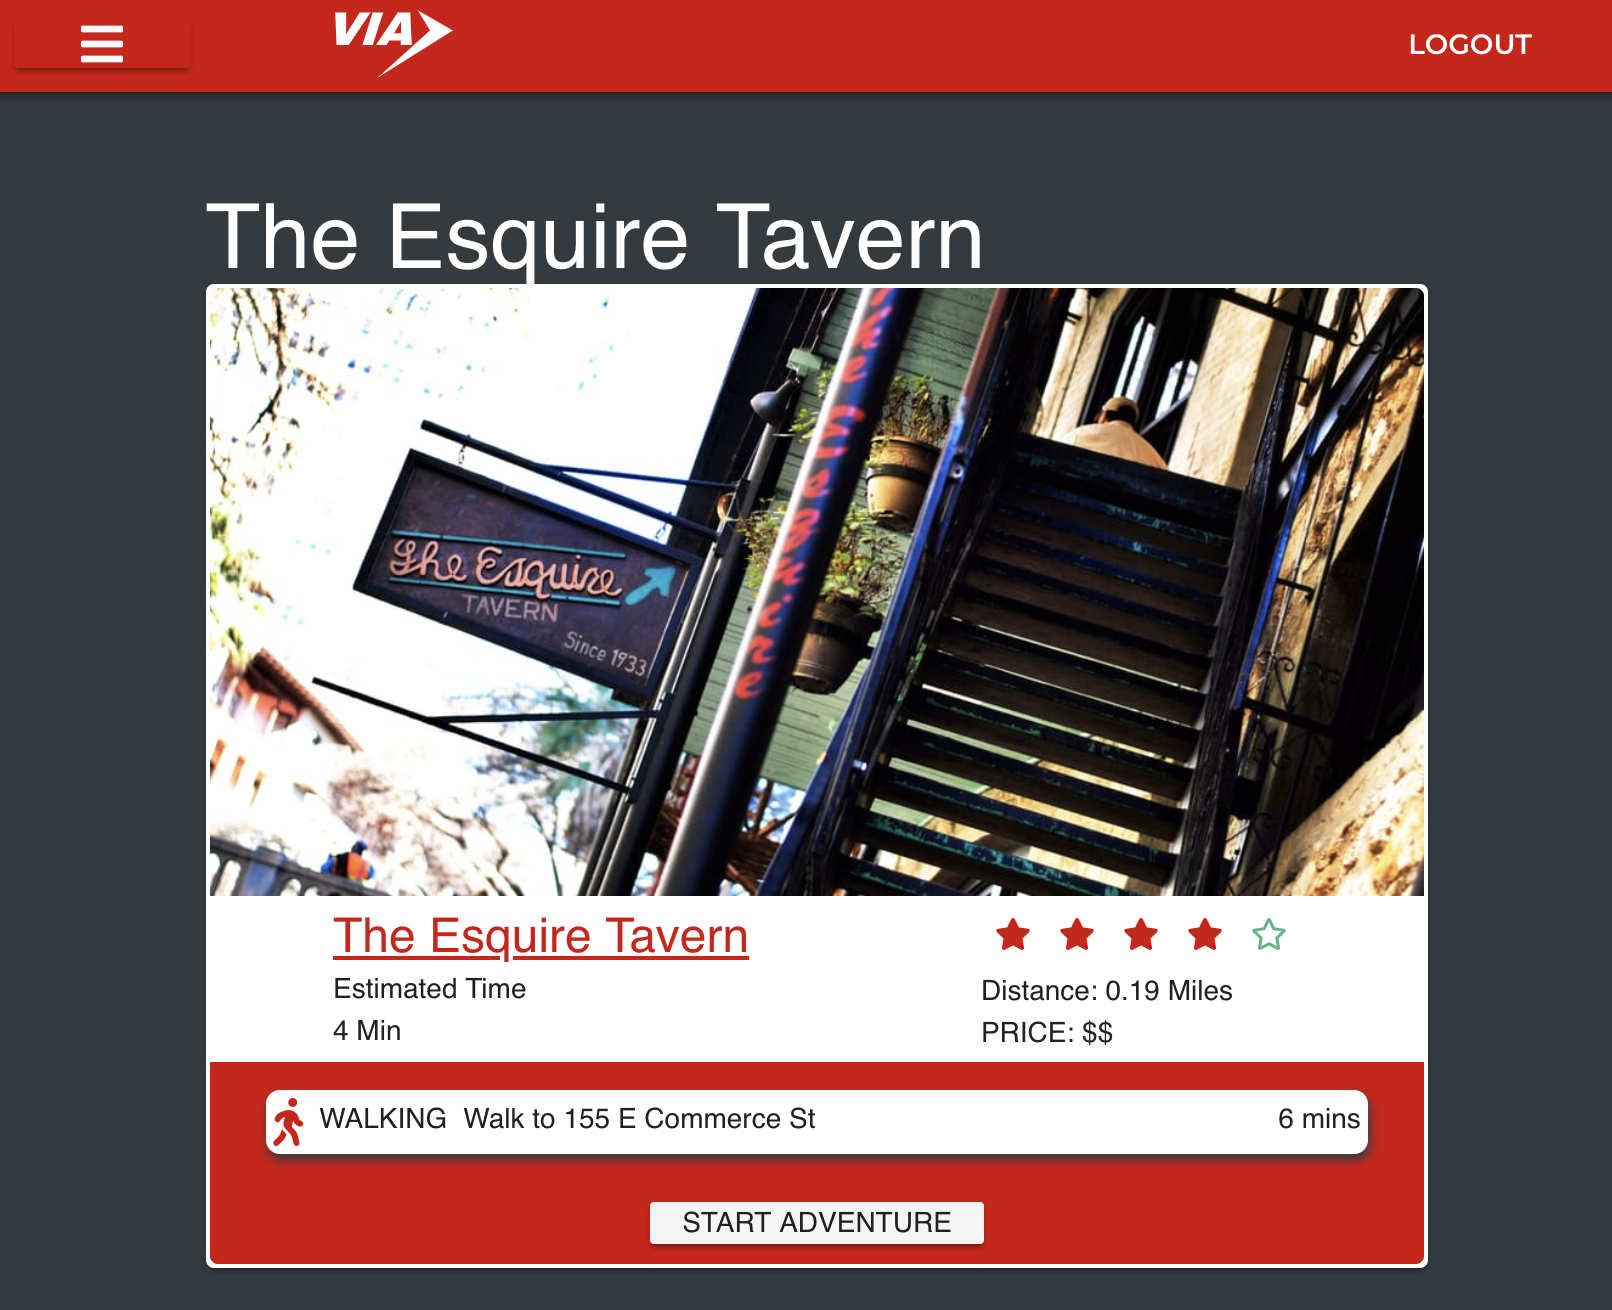 VIA
LOGOUT
The Esquire Tavern
The Esquire
TAVERN
Since 1933
The Esquire
The Esquire Tavern
Estimated Time
4 Min
Distance: 0.19 Miles
PRICE: $$
WALKING Walk to 155 E Commerce St
6 mins
START ADVENTURE